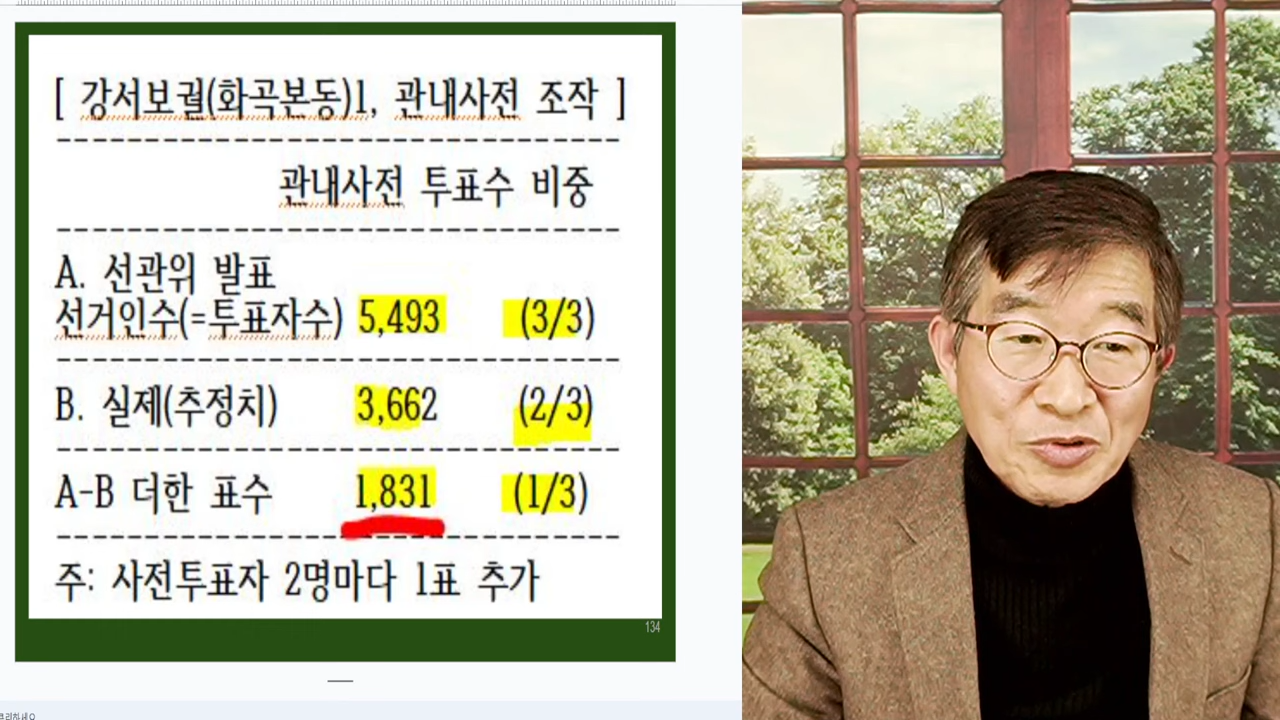 [ 강서보궐(화곡본동)1, 관내사전 조작 ]
관내사전 투표수 비중
A. 선관위 발표
선거인수(=투표자수) 5,493 (3/3)
B. 실제(추정치) 3,662 (2/3)
A-B 더한 표수 1,831 (1/3)
주: 사전투표자 2명마다 1표 추가
134